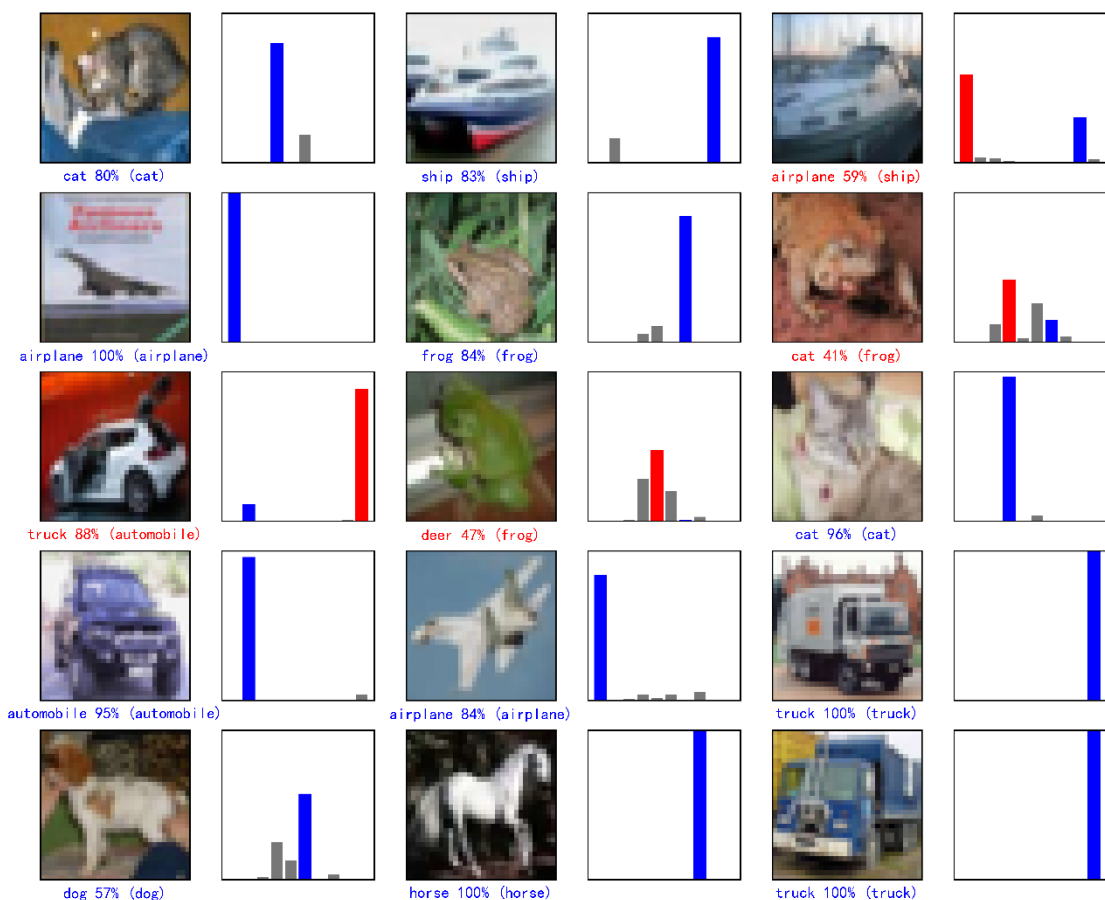 cat 80% (cat)
ship 83% (ship)
airplane 59% (ship)
airplane 100% (airplane)
frog 84% (frog)
cat 41% (frog)
truck 88% (automobile)
deer 47% (frog)
cat 96% (cat)
automobile 95% (automobile)
airplane 84% (airplane)
truck 100% (truck)
dog 57% (dog)
horse 100% (horse)
truck 100% (truck)